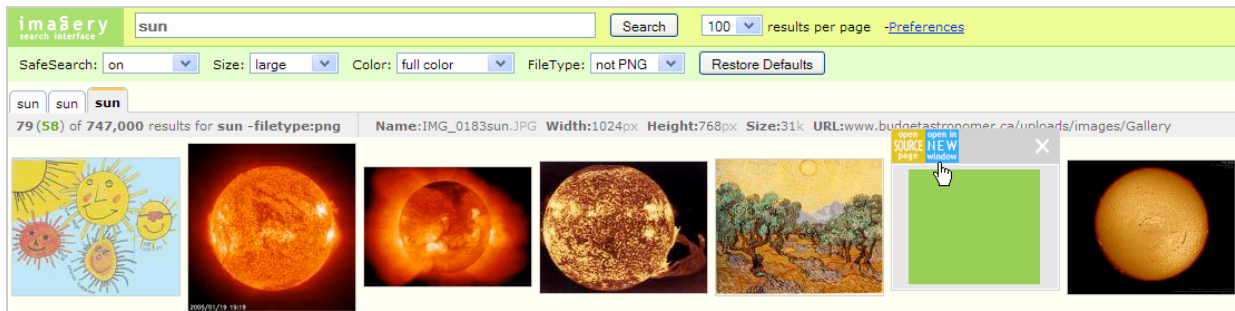 imaGery
search interface
sun Search 100 results per page -Preferences
SafeSearch: on Size: large Color: full color FileType: not PNG Restore Defaults
sun sun sun
79 (58) of 747,000 results for sun -filetype:png Name:IMG_0183sun.JPG Width:1024px Height:768px Size:31k URL:www.budgetastronomer.ca/uploads/images/Gallery
open SOURCE page
open in NEW window
2005/01/19 19:19